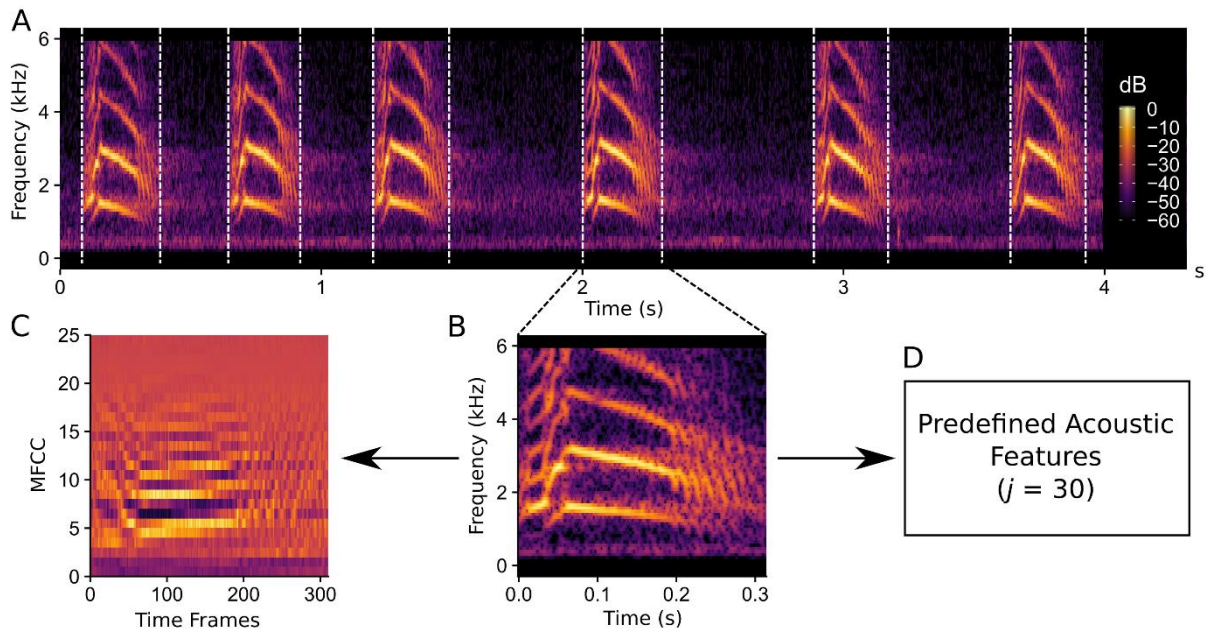 A
6
4
2
0
Frequency (kHz)
dB
0
−10
−20
−30
−40
−50
−60
0
1
2
3
4
s
Time (s)
C
25
20
15
10
5
0
MFCC
0
100
200
300
Time Frames
B
6
4
2
0
Frequency (kHz)
0.0
0.1
0.2
0.3
Time (s)
D
Predefined Acoustic
Features
(j = 30)